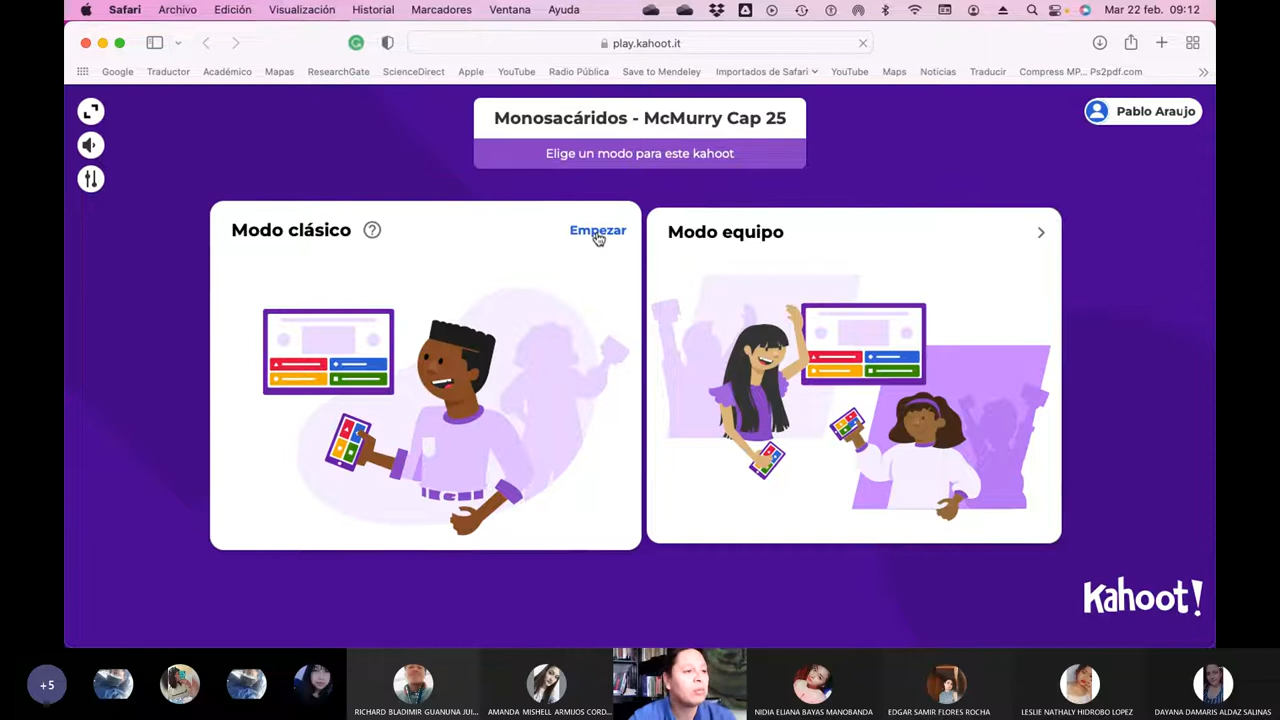 Safari Archivo Edición Visualización Historial Marcadores Ventana Ayuda Mar 22 feb. 09:12
play.kahoot.it
Google Traductor Académico Mapas ResearchGate ScienceDirect Apple YouTube Radio Pública Save to Mendeley Importados de Safari YouTube Maps Noticias Traducir Compress MP... Ps2pdf.com
Monosacáridos - McMurry Cap 25
Elige un modo para este kahoot
Pablo Araujo
Modo clásico ? Empezar
Modo equipo
Kahoot!
+5
RICHARD BLADIMIR GUANUNA JUI...
AMANDA MISHELL ARMIJOS CORD...
NIDIA ELIANA BAYAS MANOBANDA
EDGAR SAMIR FLORES ROCHA
LESLIE NATHALY HIDROBO LOPEZ
DAYANA DAMARIS ALDAZ SALINAS